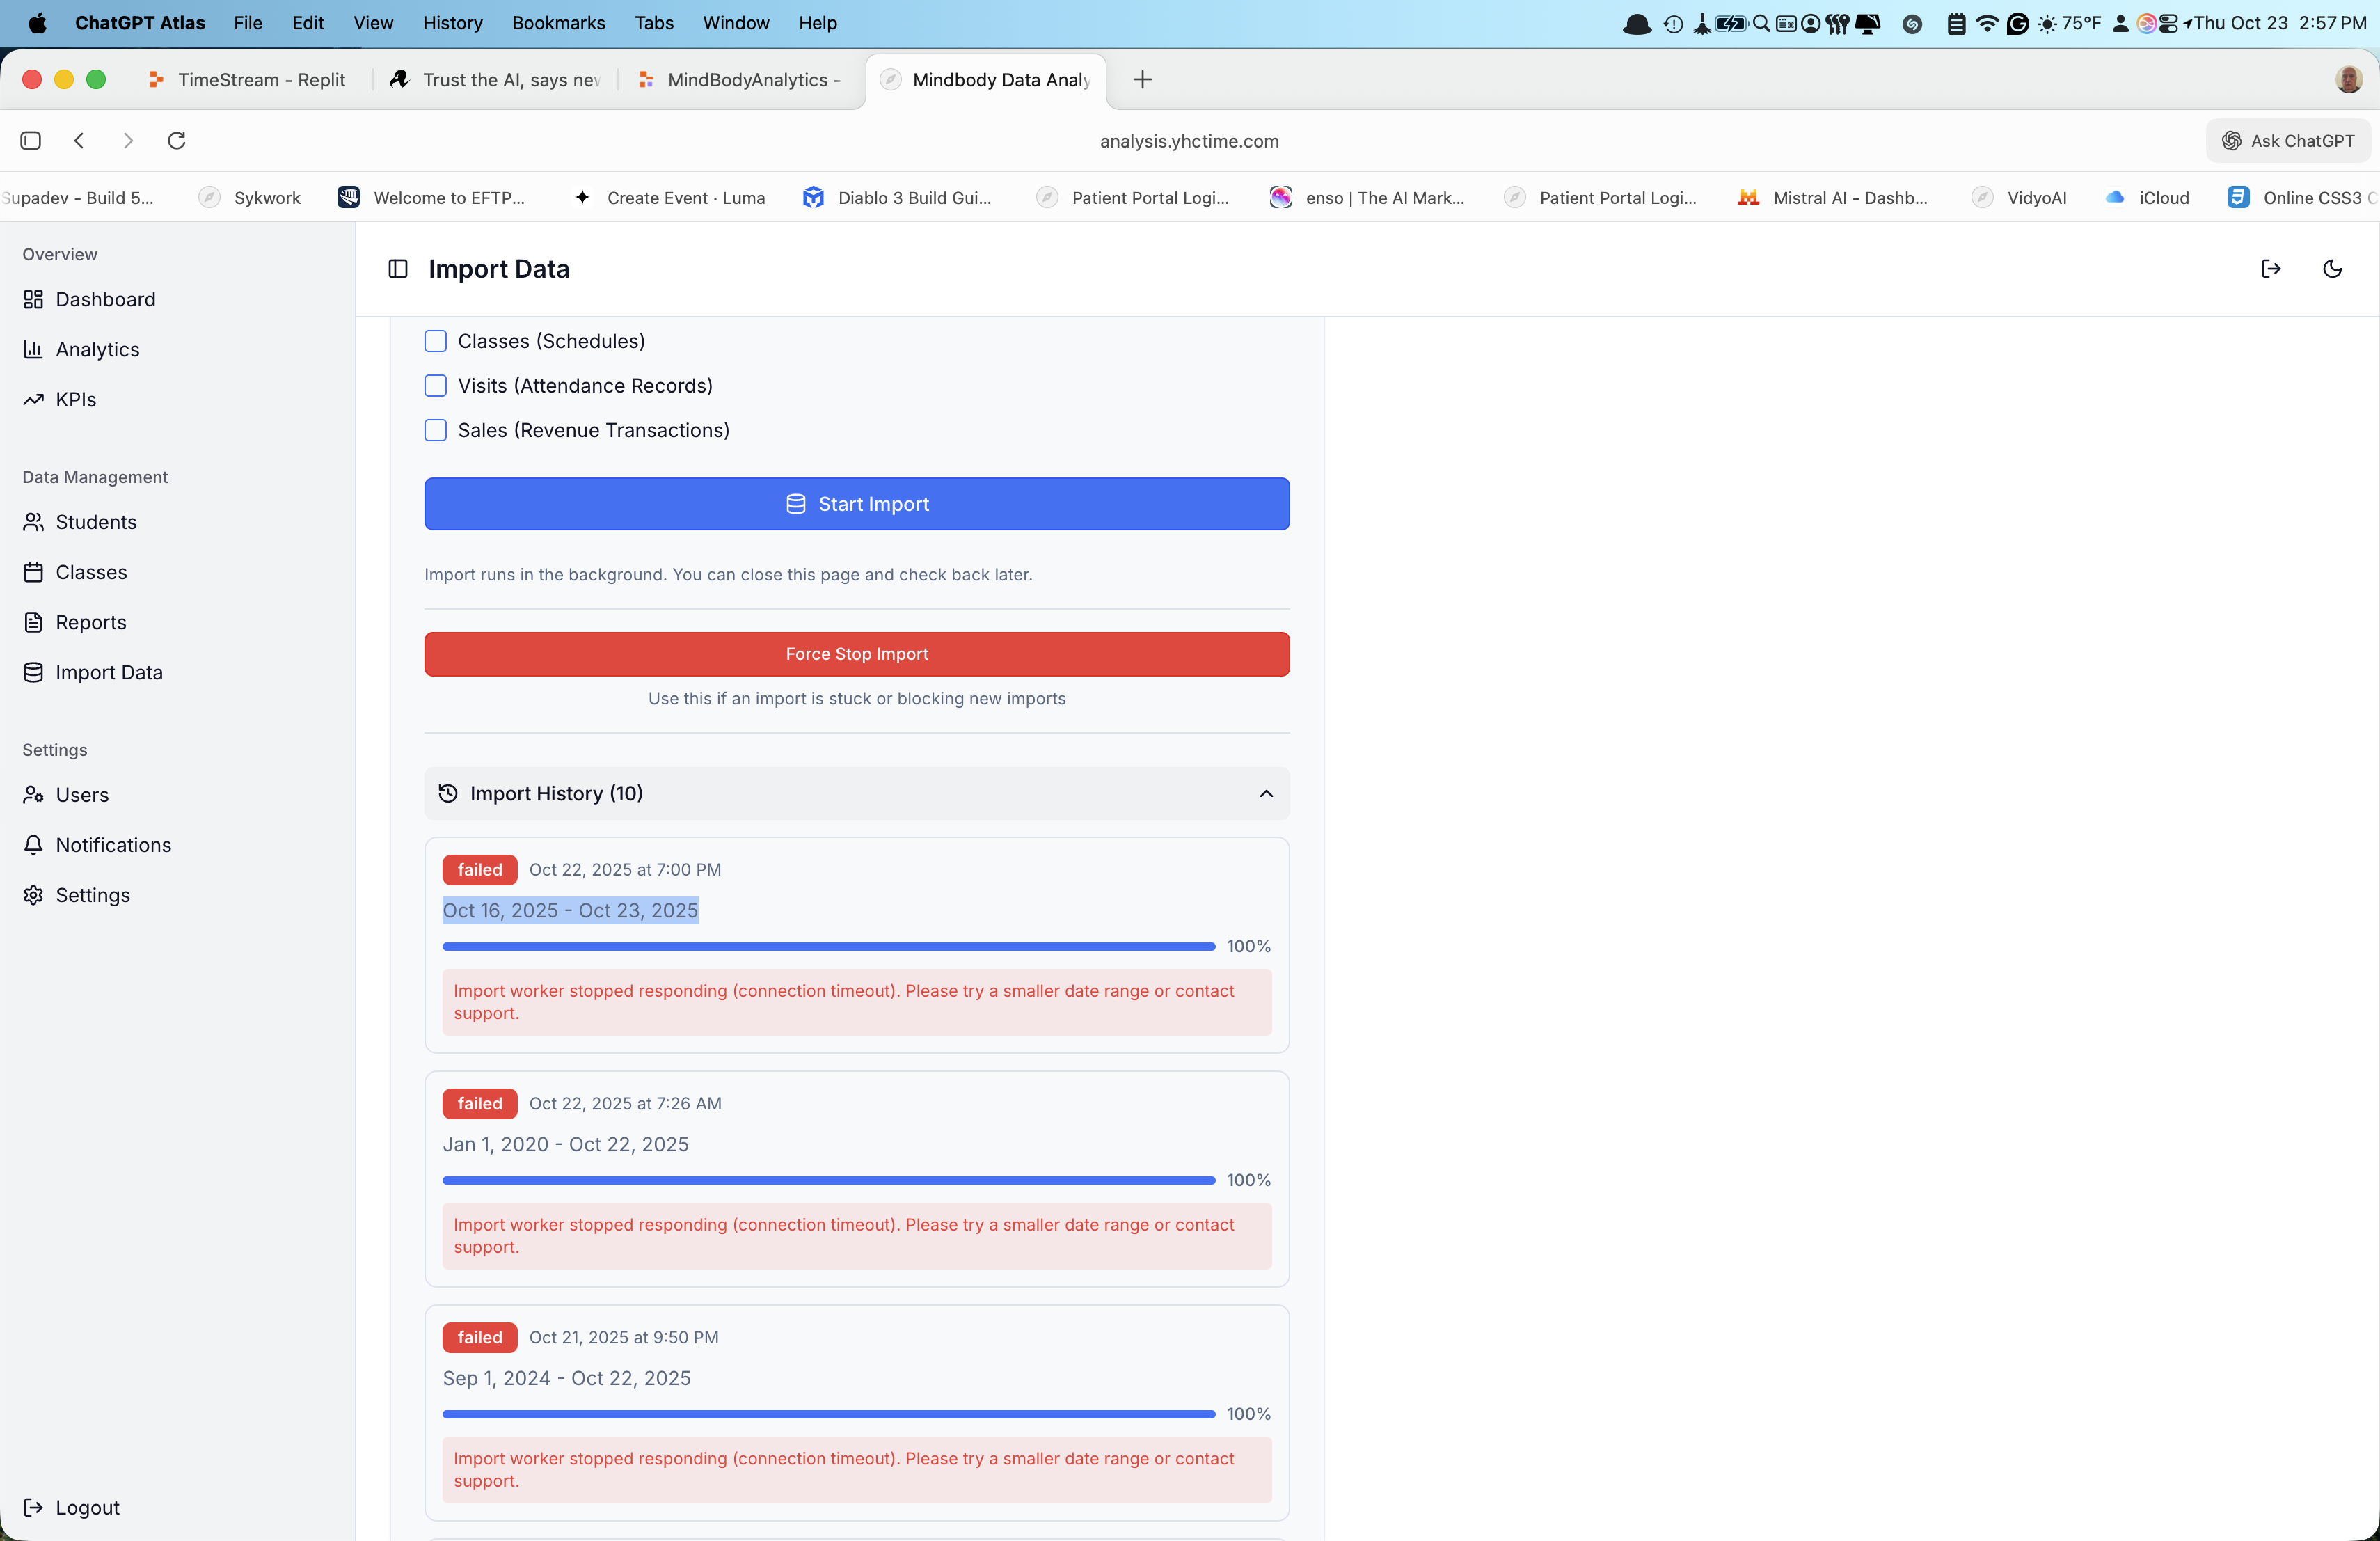 ChatGPT Atlas File Edit View History Bookmarks Tabs Window Help 75°F Thu Oct 23 2:57 PM
TimeStream - Replit Trust the AI, says new MindBodyAnalytics - Mindbody Data Analy
analysis.yhctime.com Ask ChatGPT
Supadev - Build 5... Sykwork Welcome to EFTP... Create Event · Luma Diablo 3 Build Gui... Patient Portal Logi... enso | The AI Mark... Patient Portal Logi... Mistral AI - Dashb... VidyoAI iCloud Online CSS3 C
Overview
Dashboard
Analytics
KPIs
Data Management
Students
Classes
Reports
Import Data
Settings
Users
Notifications
Settings
Logout
Import Data
Classes (Schedules)
Visits (Attendance Records)
Sales (Revenue Transactions)
Start Import
Import runs in the background. You can close this page and check back later.
Force Stop Import
Use this if an import is stuck or blocking new imports
Import History (10)
failed Oct 22, 2025 at 7:00 PM
Oct 16, 2025 - Oct 23, 2025
100%
Import worker stopped responding (connection timeout). Please try a smaller date range or contact
support.
failed Oct 22, 2025 at 7:26 AM
Jan 1, 2020 - Oct 22, 2025
100%
Import worker stopped responding (connection timeout). Please try a smaller date range or contact
support.
failed Oct 21, 2025 at 9:50 PM
Sep 1, 2024 - Oct 22, 2025
100%
Import worker stopped responding (connection timeout). Please try a smaller date range or contact
support.